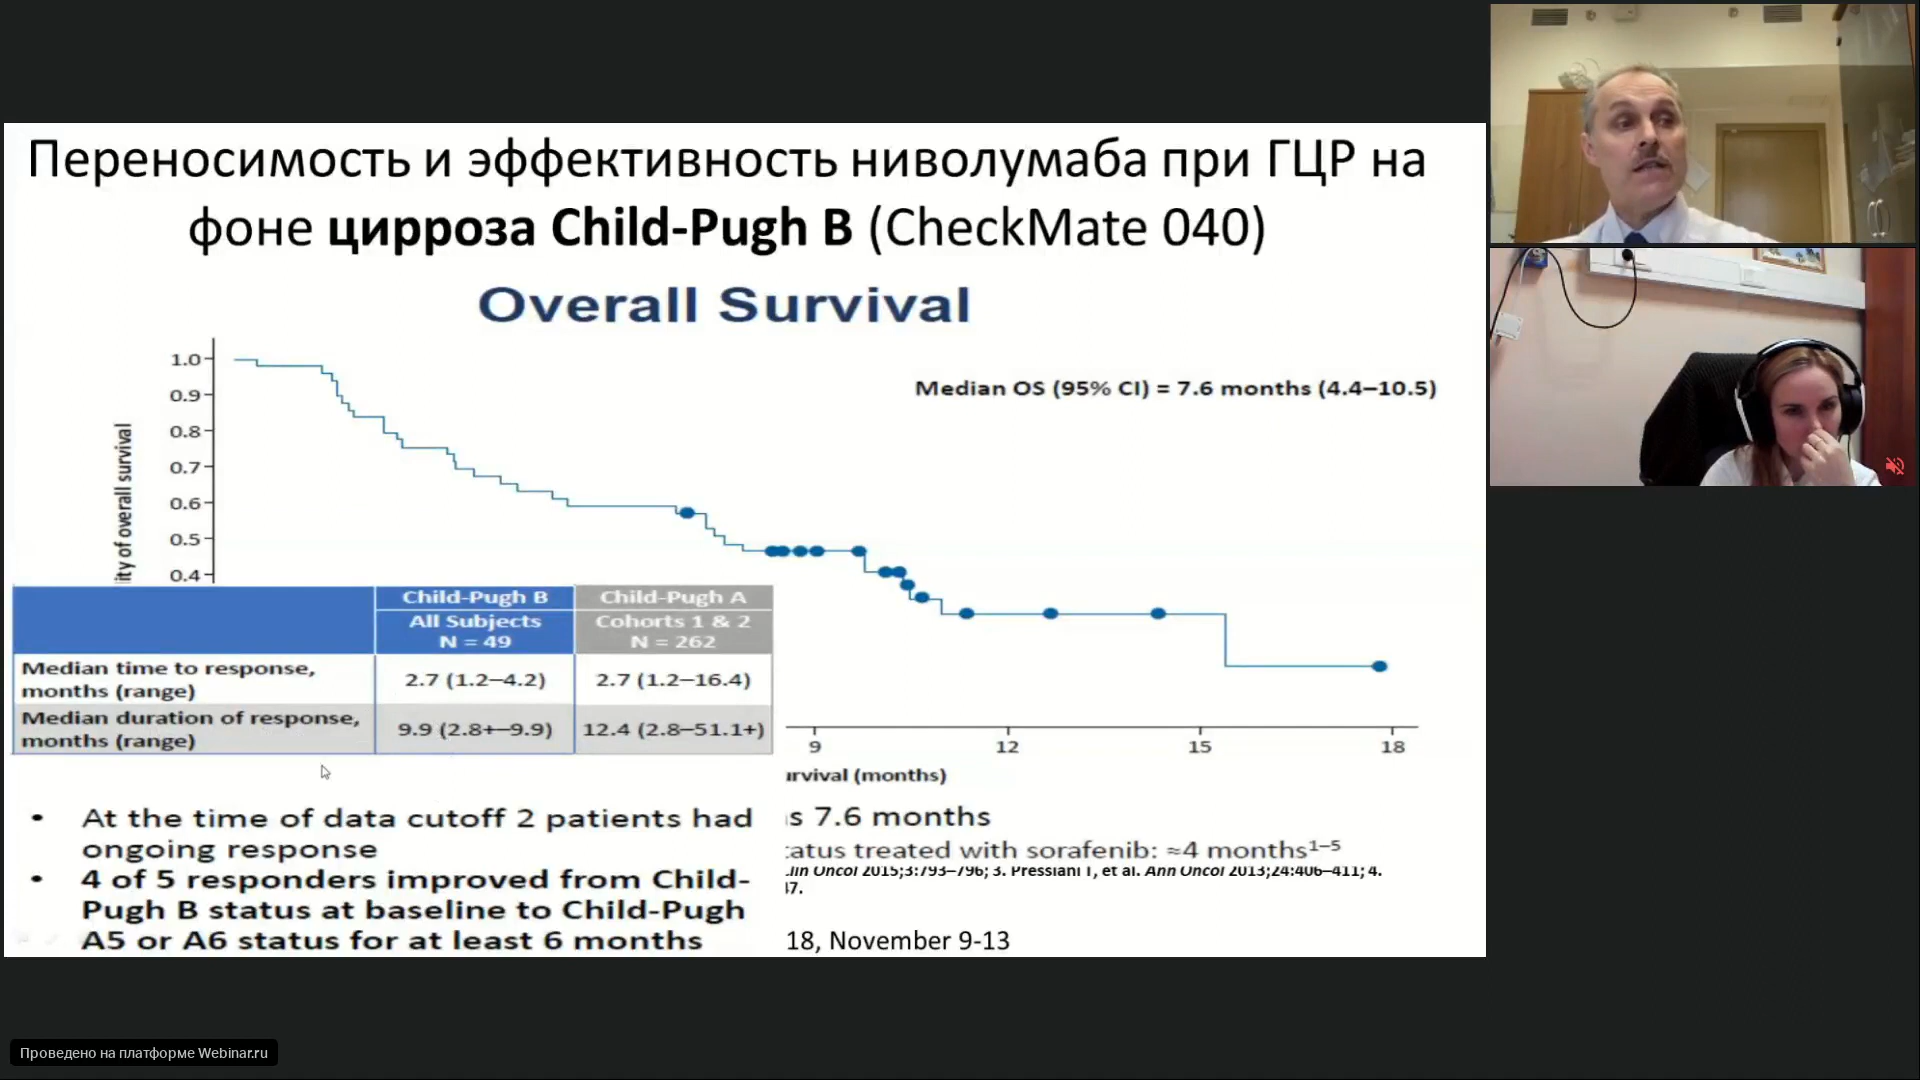 Переносимость и эффективность ниволумаба при ГЦР на
фоне цирроза Child-Pugh B (CheckMate 040)
Overall Survival
Median OS (95% CI) = 7.6 months (4.4–10.5)
ity of overall survival
1.0
0.9
0.8
0.7
0.6
0.5
0.4
Child-Pugh B
Child-Pugh A
All Subjects
N = 49
Cohorts 1 & 2
N = 262
Median time to response,
months (range)
2.7 (1.2–4.2)
2.7 (1.2–16.4)
Median duration of response,
months (range)
9.9 (2.8+–9.9)
12.4 (2.8–51.1+)
9
12
15
18
urvival (months)
• At the time of data cutoff 2 patients had
ongoing response
• 4 of 5 responders improved from Child-
Pugh B status at baseline to Child-Pugh
A5 or A6 status for at least 6 months
s 7.6 months
tatus treated with sorafenib: ≈4 months1–5
lin Oncol 2015;3:793–796; 3. Pressiani T, et al. Ann Oncol 2013;24:406–411; 4.
47.
18, November 9-13
Проведено на платформе Webinar.ru